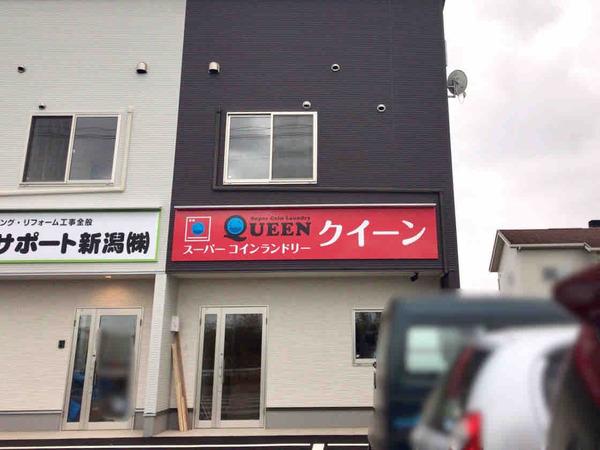 ング・リフォーム工事全般
サポート新潟㈱
Super Coin Laundry
QUEEN
クイーン
スーパー コインランドリー